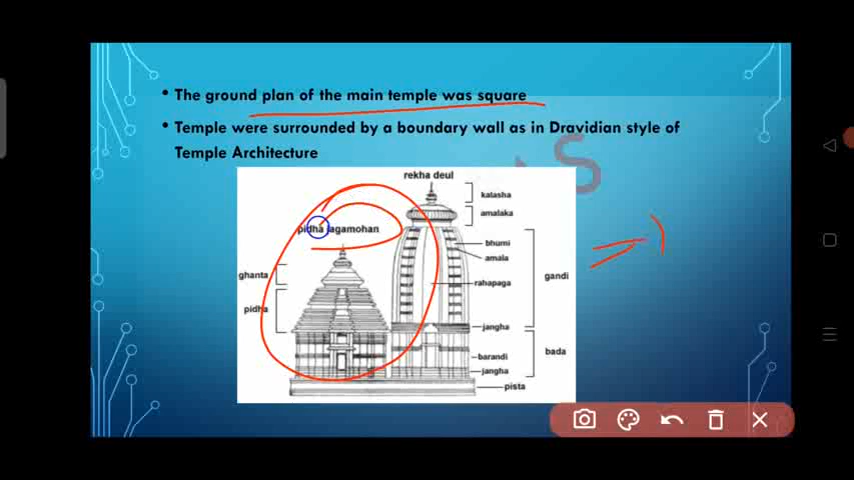 • The ground plan of the main temple was square
• Temple were surrounded by a boundary wall as in Dravidian style of
Temple Architecture
rekha deul
kalasha
amalaka
pidha jagamohan
bhumi
amala
ghanta
gandi
rahapaga
pidha
jangha
bada
barandi
jangha
pista